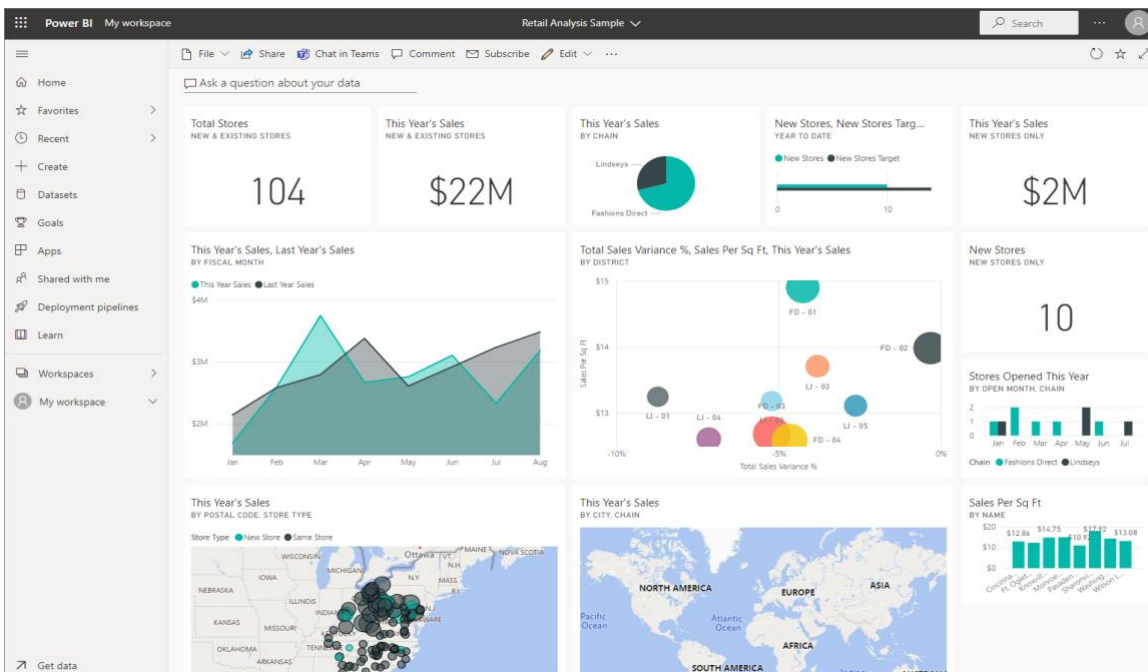 Power BI My workspace
Retail Analysis Sample
Search
File Share Chat in Teams Comment Subscribe Edit
Ask a question about your data
Home
Favorites
Recent
Create
Datasets
Goals
Apps
Shared with me
Deployment pipelines
Learn
Workspaces
My workspace
Get data
Total Stores
NEW & EXISTING STORES
104
This Year's Sales
NEW & EXISTING STORES
$22M
This Year's Sales
BY CHAIN
Lindseys
Fashions Direct
New Stores, New Stores Targ...
YEAR TO DATE
New Stores New Stores Target
0 10
This Year's Sales
NEW STORES ONLY
$2M
This Year's Sales, Last Year's Sales
BY FISCAL MONTH
This Year Sales Last Year Sales
$4M
$3M
$2M
Jan Feb Mar Apr May Jun Jul Aug
Total Sales Variance %, Sales Per Sq Ft, This Year's Sales
BY DISTRICT
Sales Per Sq Ft
$15
FD - 01
$14
FD - 02
LI - 03
LI - 01
LI - 04
FD - 03
LI - 05
$13
FD - 04
-10% -5% 0%
Total Sales Variance %
New Stores
NEW STORES ONLY
10
Stores Opened This Year
BY OPEN MONTH, CHAIN
2
1
0
Jan Feb Mar Apr May Jun Jul
Chain Fashions Direct Lindseys
This Year's Sales
BY POSTAL CODE, STORE TYPE
Store Type New Store Same Store
Ottawa
MAINE
NOVA SCOTIA
VT.
N.H.
WISCONSIN
MICHIGAN
N.Y.
MASS.
R.I.
IOWA
NEBRASKA
ILLINOIS
KANSAS
MISSOURI
OKLAHOMA
ARKANSAS
This Year's Sales
BY CITY, CHAIN
NORTH AMERICA
EUROPE
ASIA
Pacific
Ocean
Atlantic
Ocean
AFRICA
SOUTH AMERICA
Sales Per Sq Ft
BY NAME
$20
$12.86 $14.75 $17.92 $13.08
$10
$0
Cincinna...
Ft. Oglet...
Knoxvill...
Monroe...
Pasaden...
Sharonvi...
Washing...
Wilson L...